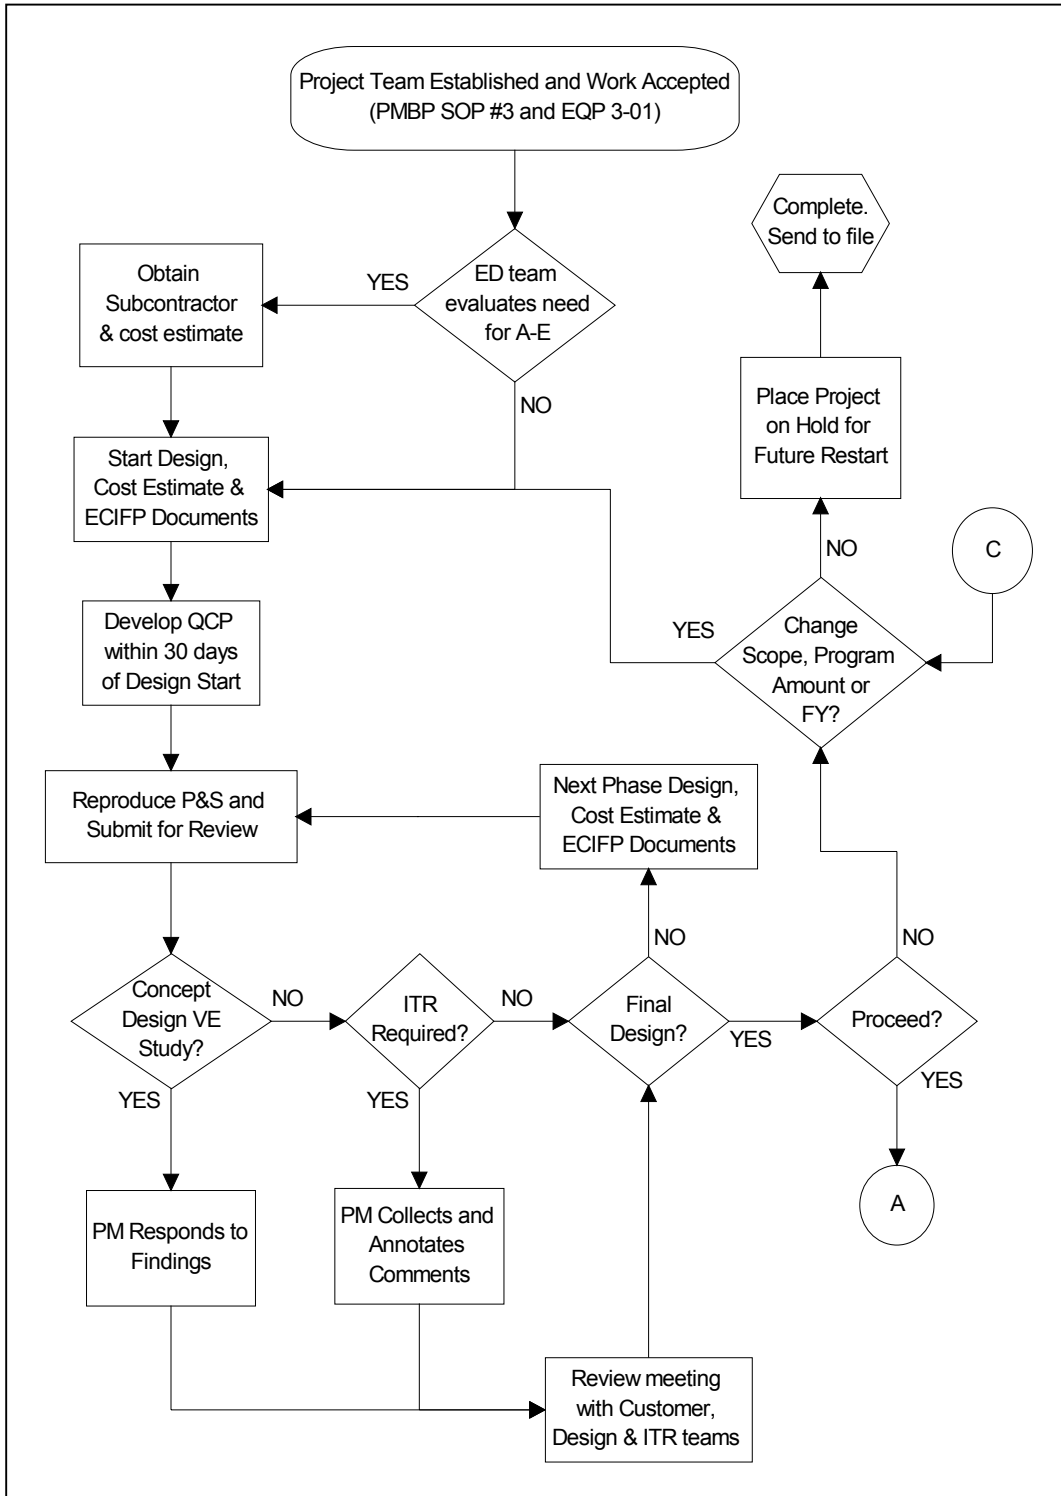 Project Team Established and Work Accepted
(PMBP SOP #3 and EQP 3-01)
Complete.
Send to file
Obtain
Subcontractor
& cost estimate
YES
ED team
evaluates need
for A-E
NO
Place Project
on Hold for
Future Restart
Start Design,
Cost Estimate &
ECIFP Documents
NO
C
Develop QCP
within 30 days
of Design Start
YES
Change
Scope, Program
Amount or
FY?
Reproduce P&S and
Submit for Review
Next Phase Design,
Cost Estimate &
ECIFP Documents
NO
NO
Concept
Design VE
Study?
NO
ITR
Required?
NO
Final
Design?
YES
Proceed?
YES
YES
YES
PM Responds to
Findings
PM Collects and
Annotates
Comments
A
Review meeting
with Customer,
Design & ITR teams